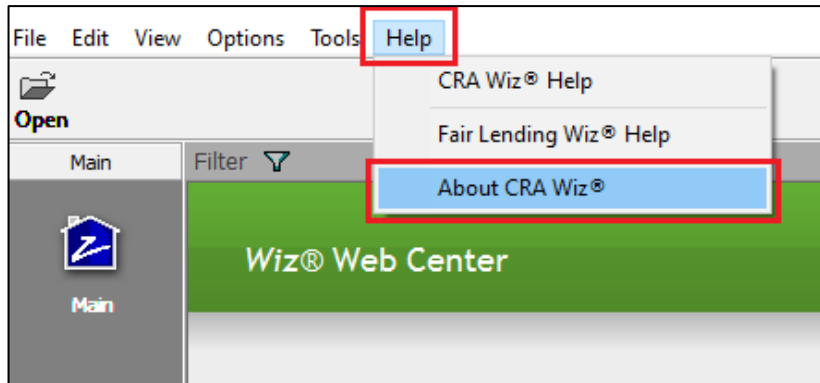 File Edit View Options Tools Help
CRA Wiz® Help
Open
Fair Lending Wiz® Help
Main Filter
About CRA Wiz®
Wiz® Web Center
Main